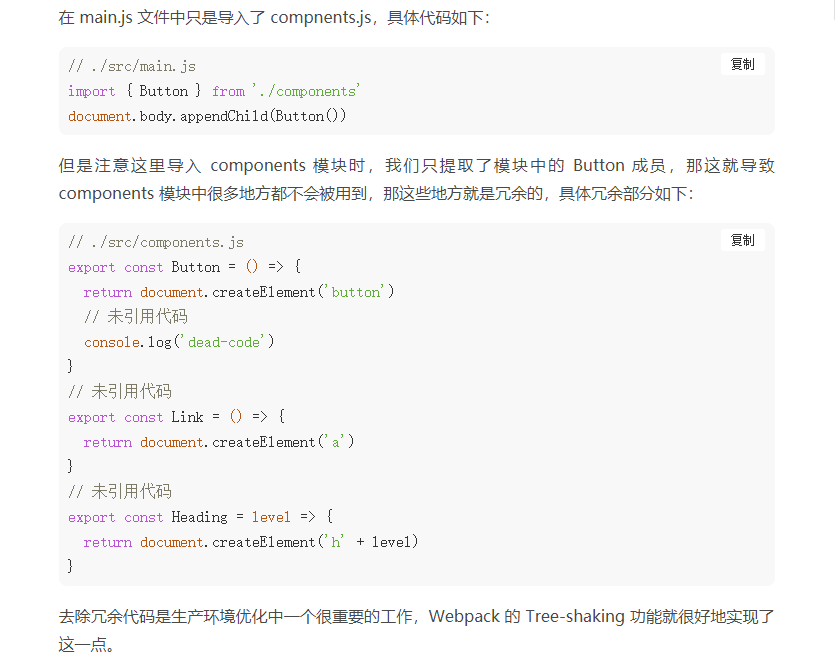 在 main.js 文件中只是导入了 compnents.js，具体代码如下：
复制
// ./src/main.js
import { Button } from './components'
document.body.appendChild(Button())
但是注意这里导入 components 模块时，我们只提取了模块中的 Button 成员，那这就导致
components 模块中很多地方都不会被用到，那这些地方就是冗余的，具体冗余部分如下：
复制
// ./src/components.js
export const Button = () => {
  return document.createElement('button')
  // 未引用代码
  console.log('dead-code')
}
// 未引用代码
export const Link = () => {
  return document.createElement('a')
}
// 未引用代码
export const Heading = level => {
  return document.createElement('h' + level)
}
去除冗余代码是生产环境优化中一个很重要的工作，Webpack 的 Tree-shaking 功能就很好地实现了
这一点。